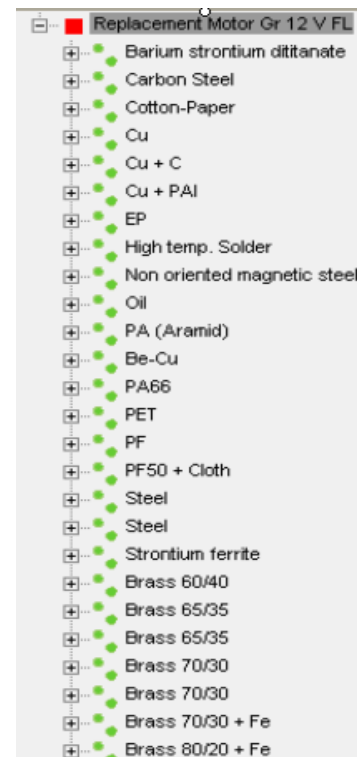 Replacement Motor Gr 12 V FL
Barium strontium dititanate
Carbon Steel
Cotton-Paper
Cu
Cu + C
Cu + PAI
EP
High temp. Solder
Non oriented magnetic steel
Oil
PA (Aramid)
Be-Cu
PA66
PET
PF
PF50 + Cloth
Steel
Steel
Strontium ferrite
Brass 60/40
Brass 65/35
Brass 65/35
Brass 70/30
Brass 70/30
Brass 70/30 + Fe
Brass 80/20 + Fe